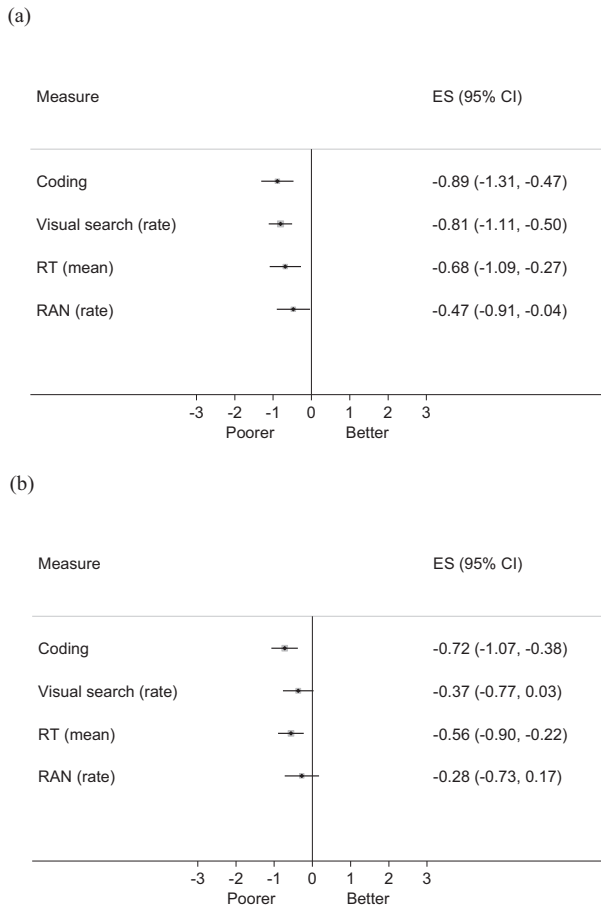 (a)
Measure ES (95% CI)
Coding -0.89 (-1.31, -0.47)
Visual search (rate) -0.81 (-1.11, -0.50)
RT (mean) -0.68 (-1.09, -0.27)
RAN (rate) -0.47 (-0.91, -0.04)
-3 -2 -1 0 1 2 3
Poorer Better
(b)
Measure ES (95% CI)
Coding -0.72 (-1.07, -0.38)
Visual search (rate) -0.37 (-0.77, 0.03)
RT (mean) -0.56 (-0.90, -0.22)
RAN (rate) -0.28 (-0.73, 0.17)
-3 -2 -1 0 1 2 3
Poorer Better